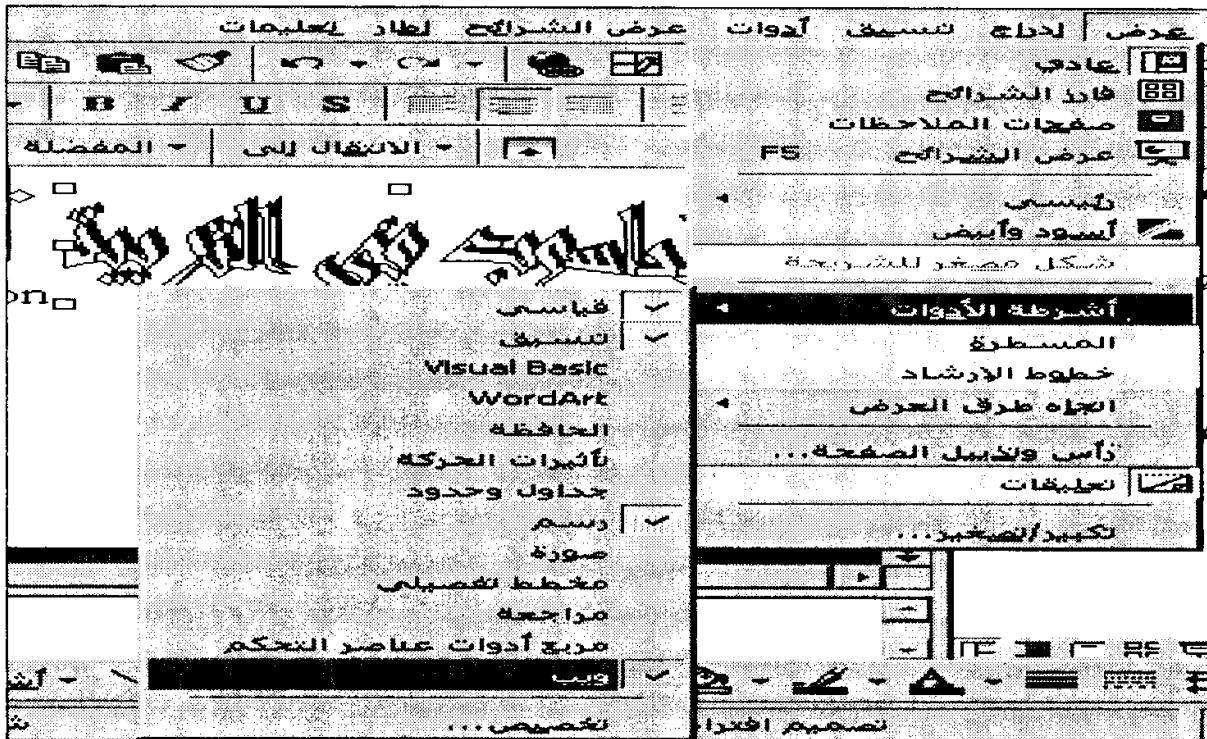 عرض إدراج تنسيق أدوات عرض الشرائح إطار تعليمات
عادي
فارز الشرائح
صفحات الملاحظات
عرض الشرائح F5
رئيسي
أسود وأبيض
شكل مصغر للشريحة
أشرطة الأدوات
المسطرة
خطوط الإرشاد
اتجاه طرق العرض
رأس وتذييل الصفحة...
تعليقات
تكبير/تصغير...
B I U S
الانتقال إلى المفضلة
on
قياسي
تنسيق
Visual Basic
WordArt
الحافظة
تأثيرات الحركة
جداول وحدود
رسم
صورة
مخطط تفصيلي
مراجعة
مربع أدوات عناصر التحكم
ويب
تخصيص...